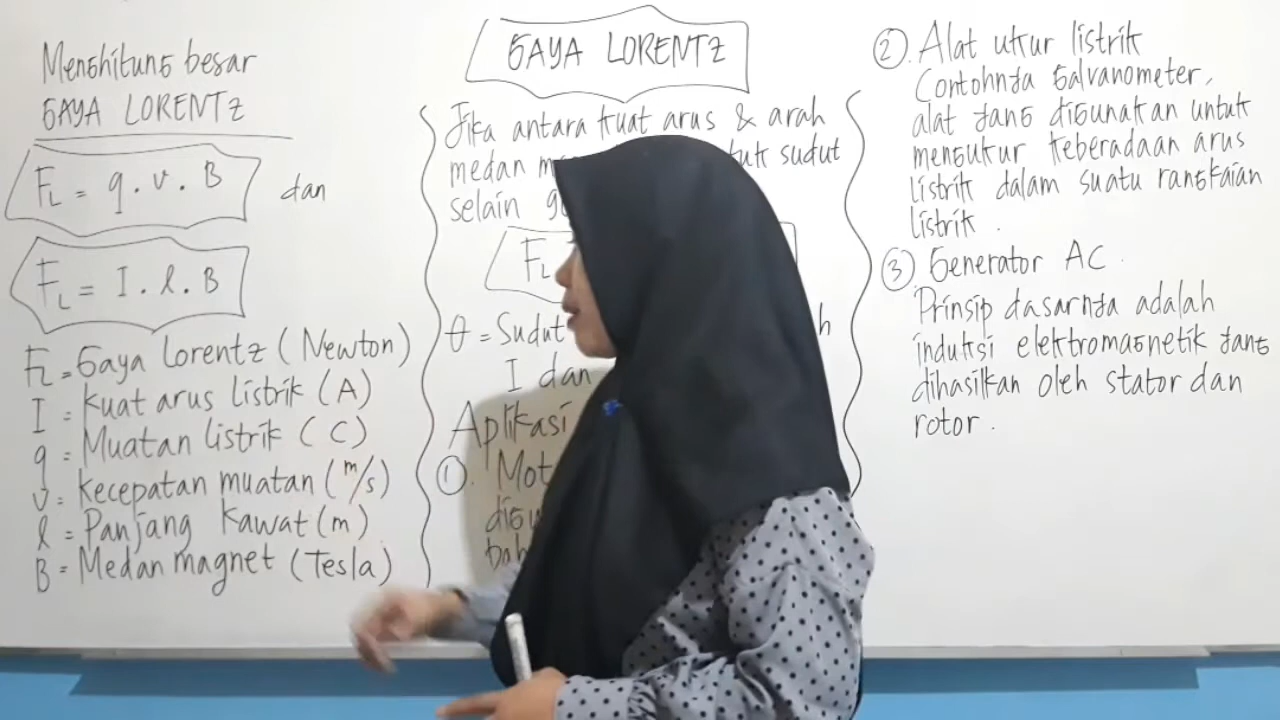 Menghitung besar
GAYA LORENTZ
FL = q . v . B dan
FL = I . l . B
FL = Gaya Lorentz (Newton)
I = Kuat arus Listrik (A)
q = Muatan Listrik (C)
v = Kecepatan muatan (m/s)
l = Panjang Kawat (m)
B = Medan magnet (Tesla)
GAYA LORENTZ
Jika antara kuat arus & arah
medan sudut
selain
FL
θ = Sudut
I dan
Aplikasi
①.
② Alat ukur listrik
Contohnya Galvanometer,
alat yang digunakan untuk
mengukur keberadaan arus
listrik dalam suatu rangkaian
listrik.
③ Generator AC.
Prinsip dasarnya adalah
induksi elektromagnetik yang
dihasilkan oleh stator dan
rotor.